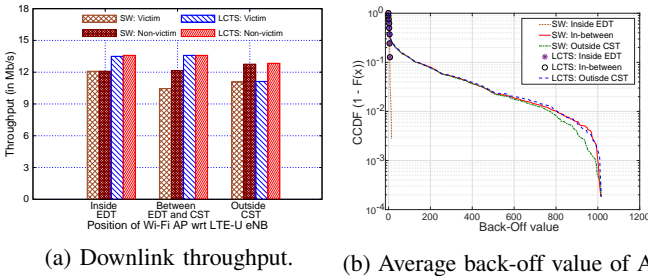 SW: Victim
SW: Non-victim
LCTS: Victim
LCTS: Non-victim
Throughput (in Mb/s)
18
15
12
9
6
3
0
Inside EDT
Between EDT and CST
Outside CST
Position of Wi-Fi AP wrt LTE-U eNB
(a) Downlink throughput.
CCDF (1 - F(x))
10^0
10^-1
10^-2
10^-3
10^-4
SW: Inside EDT
SW: In-between
SW: Outside CST
LCTS: Inside EDT
LCTS: In-between
LCTS: Outside CST
0 200 400 600 800 1000 1200
Back-Off value
(b) Average back-off value of A